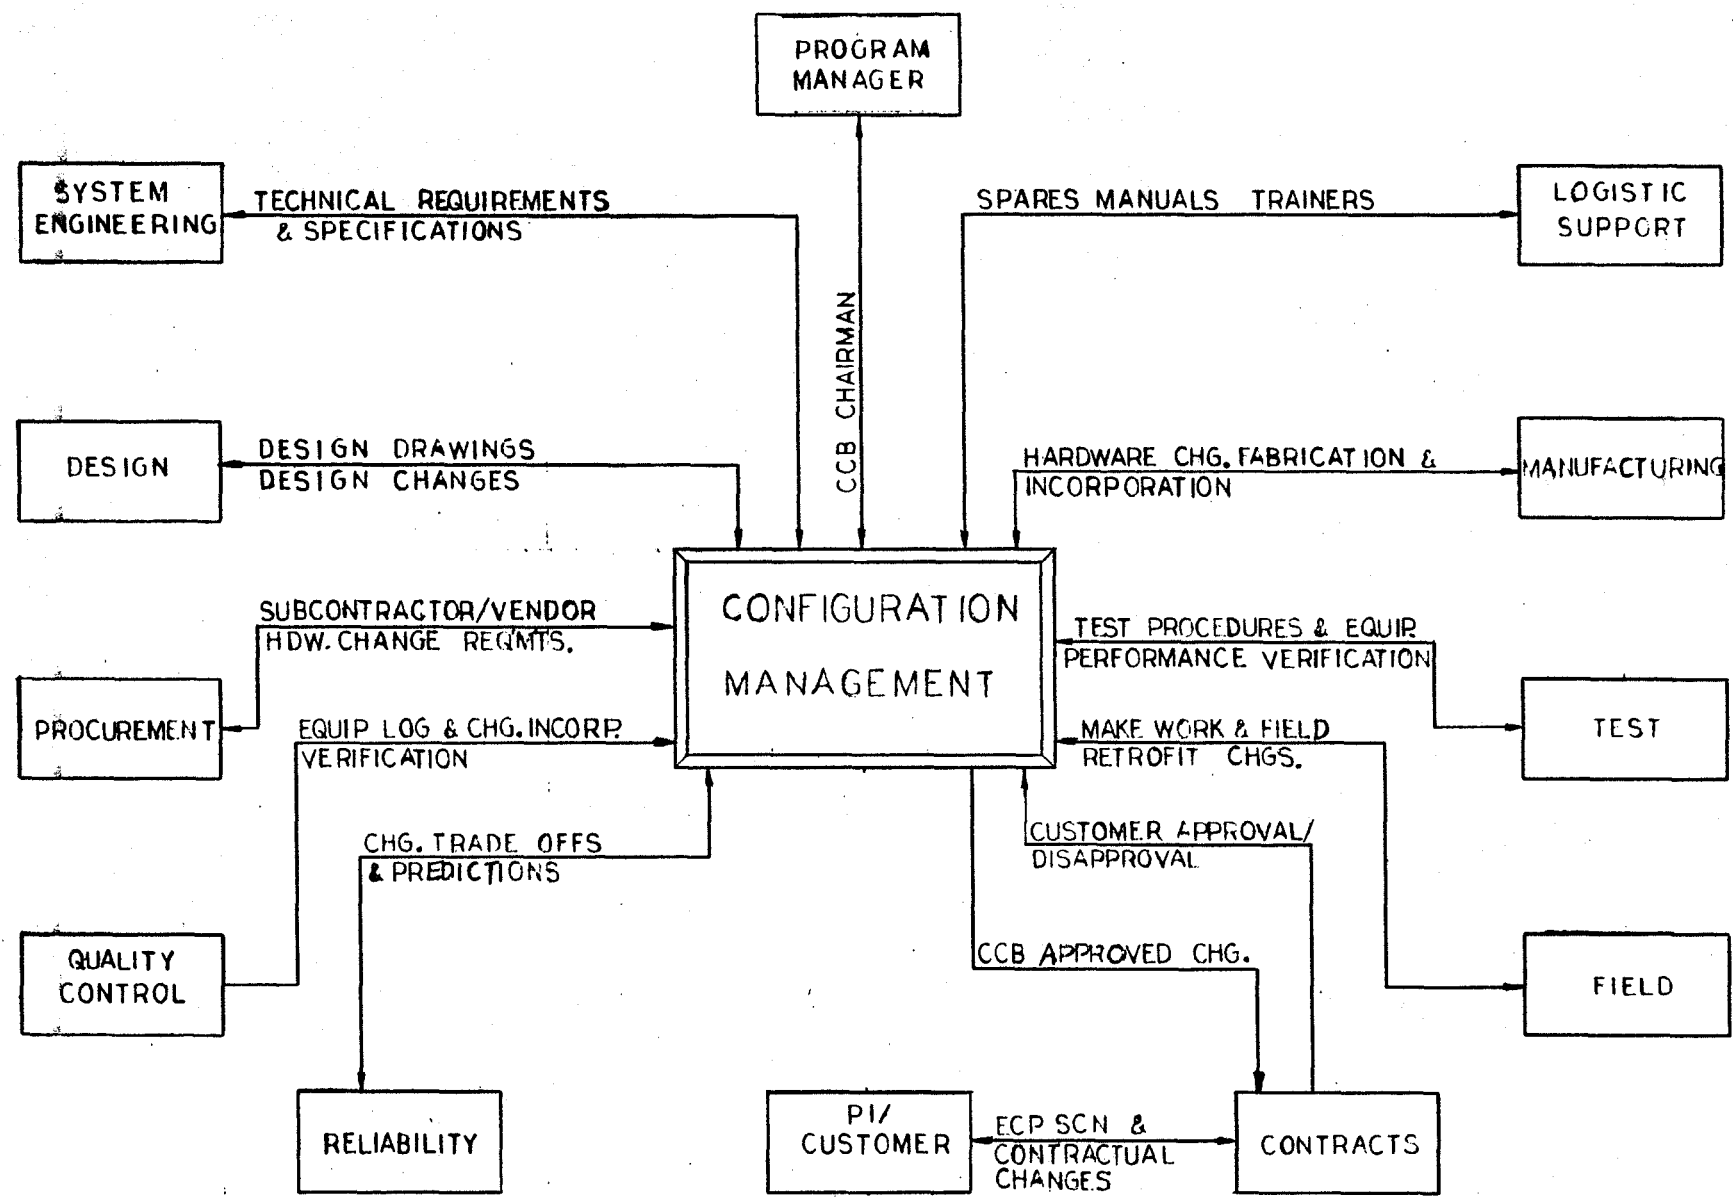 PROGRAM
MANAGER
SYSTEM
ENGINEERING
TECHNICAL REQUIREMENTS
& SPECIFICATIONS
SPARES MANUALS TRAINERS
LOGISTIC
SUPPORT
CCB CHAIRMAN
DESIGN
DESIGN DRAWINGS
DESIGN CHANGES
HARDWARE CHG. FABRICATION &
INCORPORATION
MANUFACTURING
CONFIGURATION
MANAGEMENT
SUBCONTRACTOR/VENDOR
HDW. CHANGE REQ'MTS.
PROCUREMENT
TEST PROCEDURES & EQUIP.
PERFORMANCE VERIFICATION
TEST
EQUIP LOG & CHG. INCORP.
VERIFICATION
MAKE WORK & FIELD
RETROFIT CHGS.
CHG. TRADE OFFS
& PREDICTIONS
CUSTOMER APPROVAL/
DISAPPROVAL
QUALITY
CONTROL
CCB APPROVED CHG.
FIELD
RELIABILITY
PI/
CUSTOMER
ECP SCN &
CONTRACTUAL
CHANGES
CONTRACTS